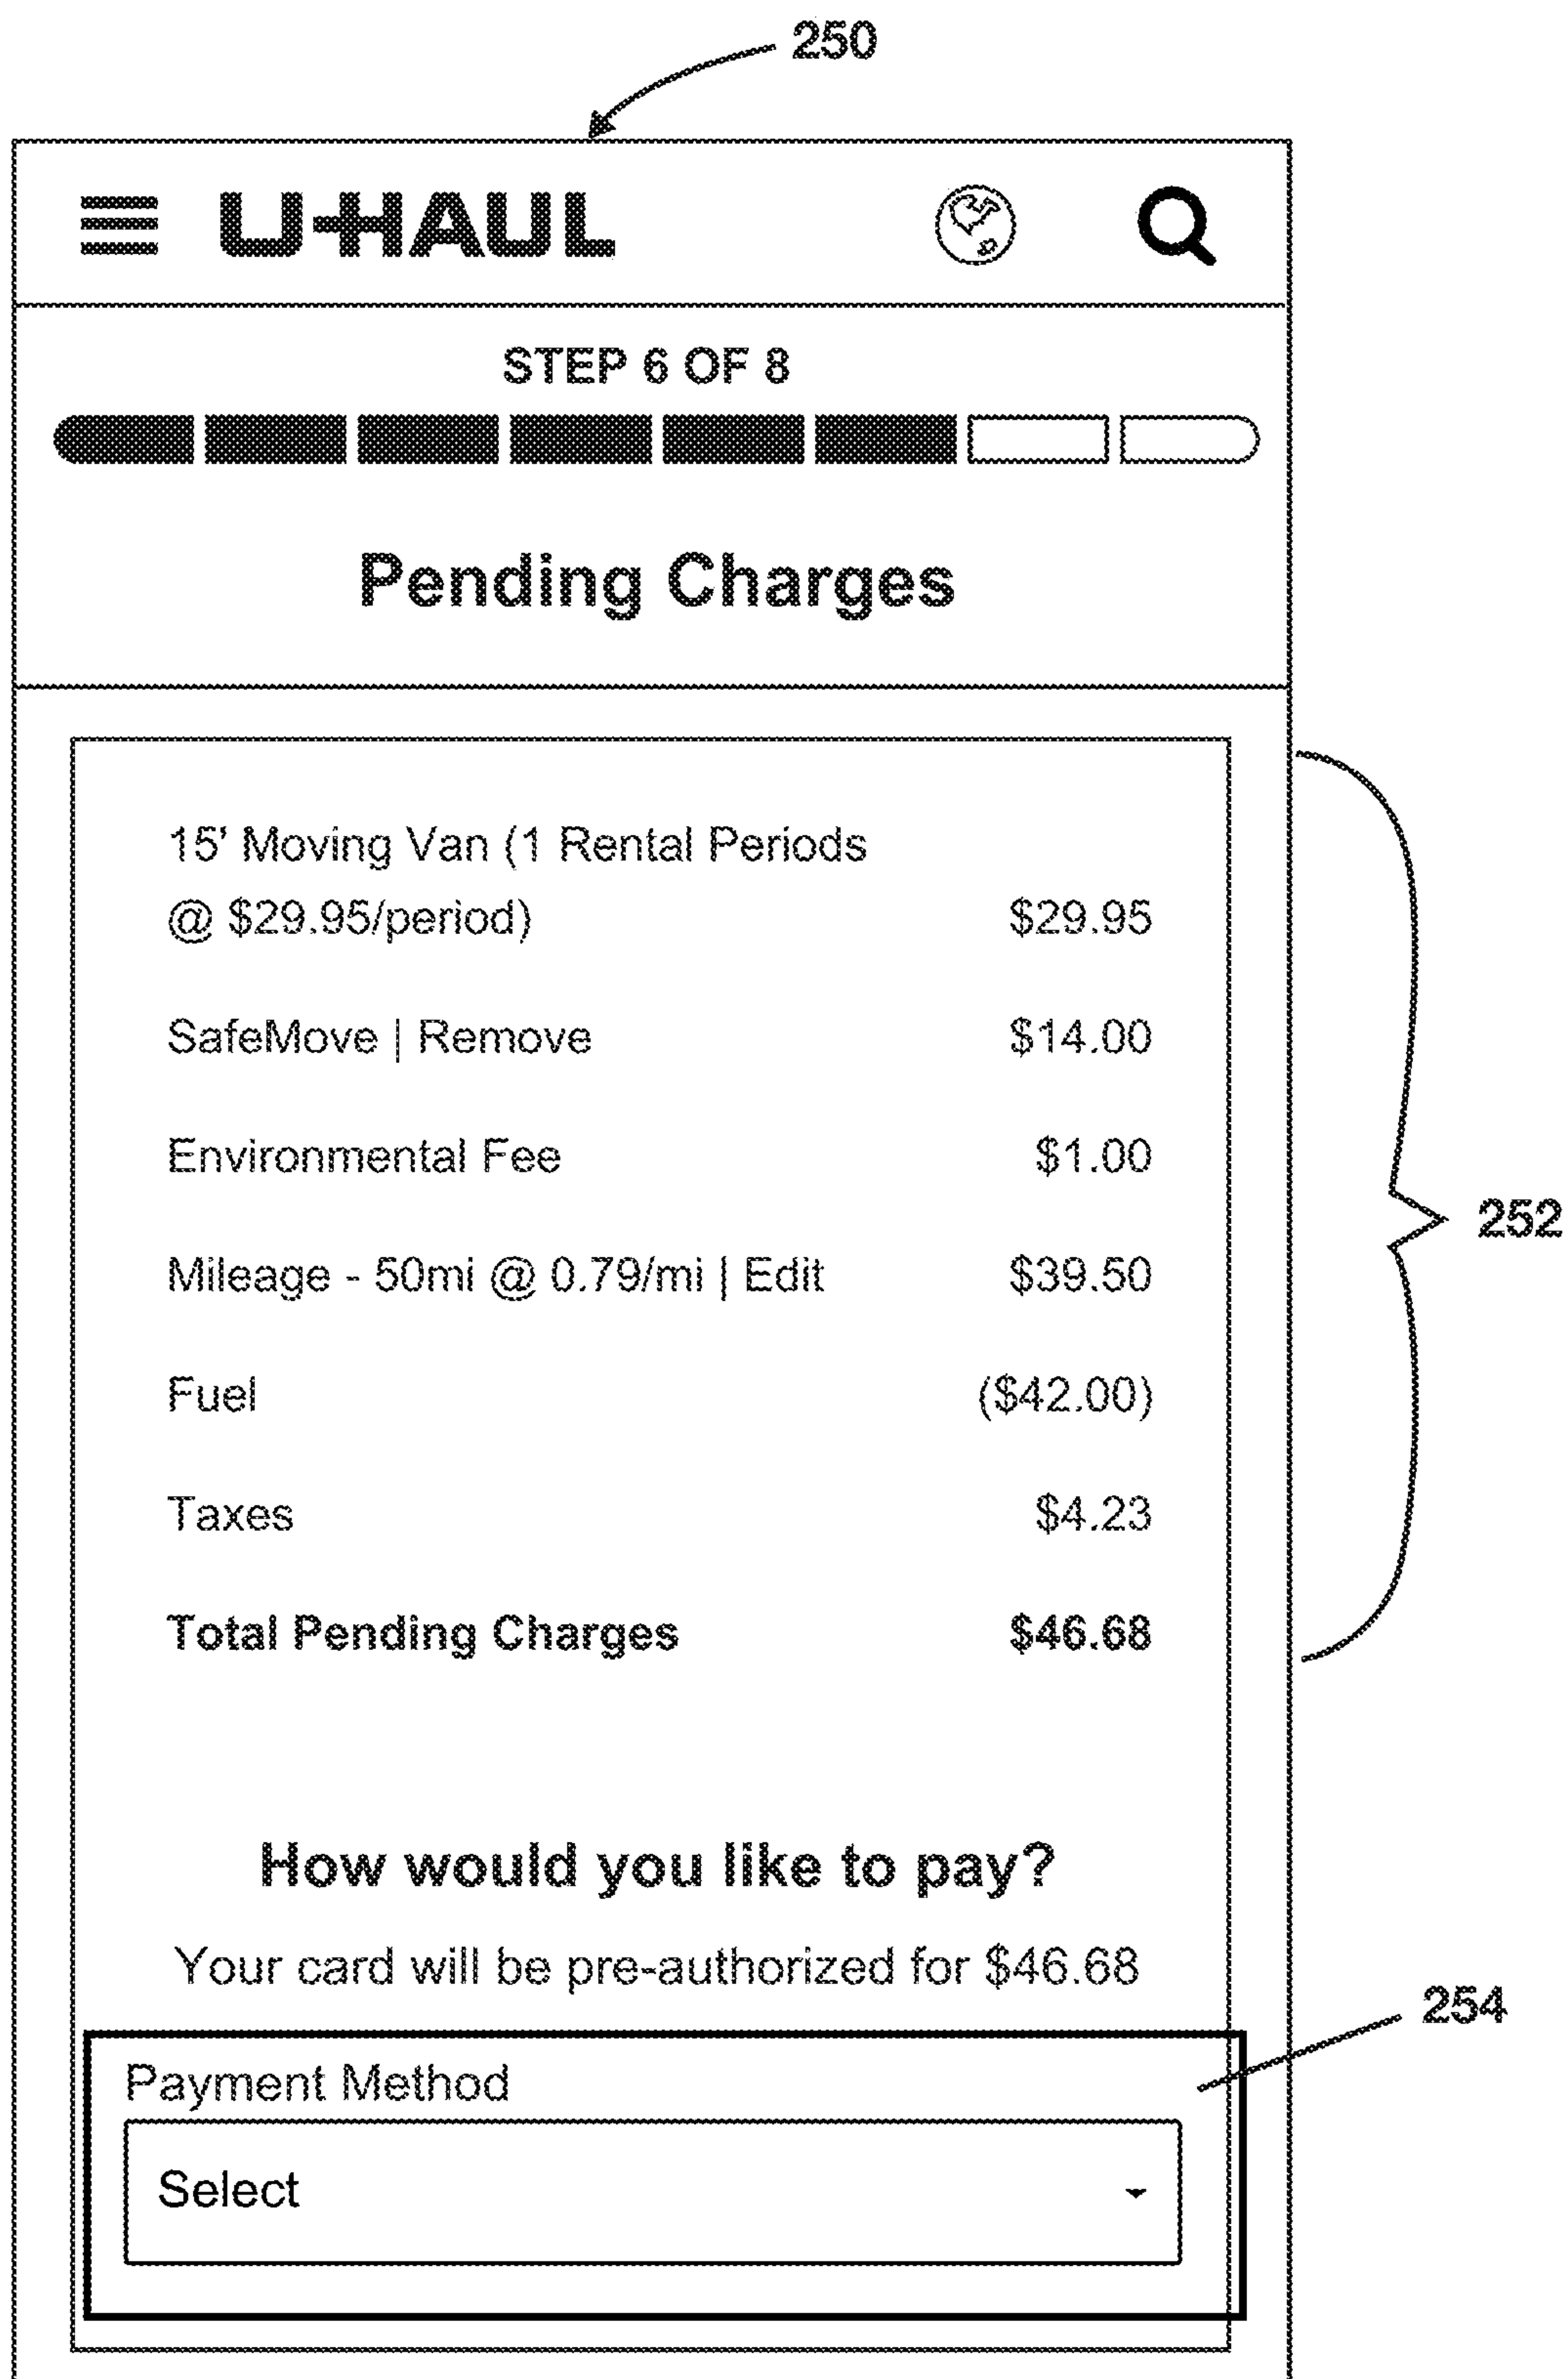 250
U-HAUL
STEP 6 OF 8
Pending Charges
15' Moving Van (1 Rental Periods
@ $29.95/period) $29.95
SafeMove | Remove $14.00
Environmental Fee $1.00
Mileage - 50mi @ 0.79/mi | Edit $39.50
252
Fuel ($42.00)
Taxes $4.23
Total Pending Charges $46.68
How would you like to pay?
Your card will be pre-authorized for $46.68
254
Payment Method
Select